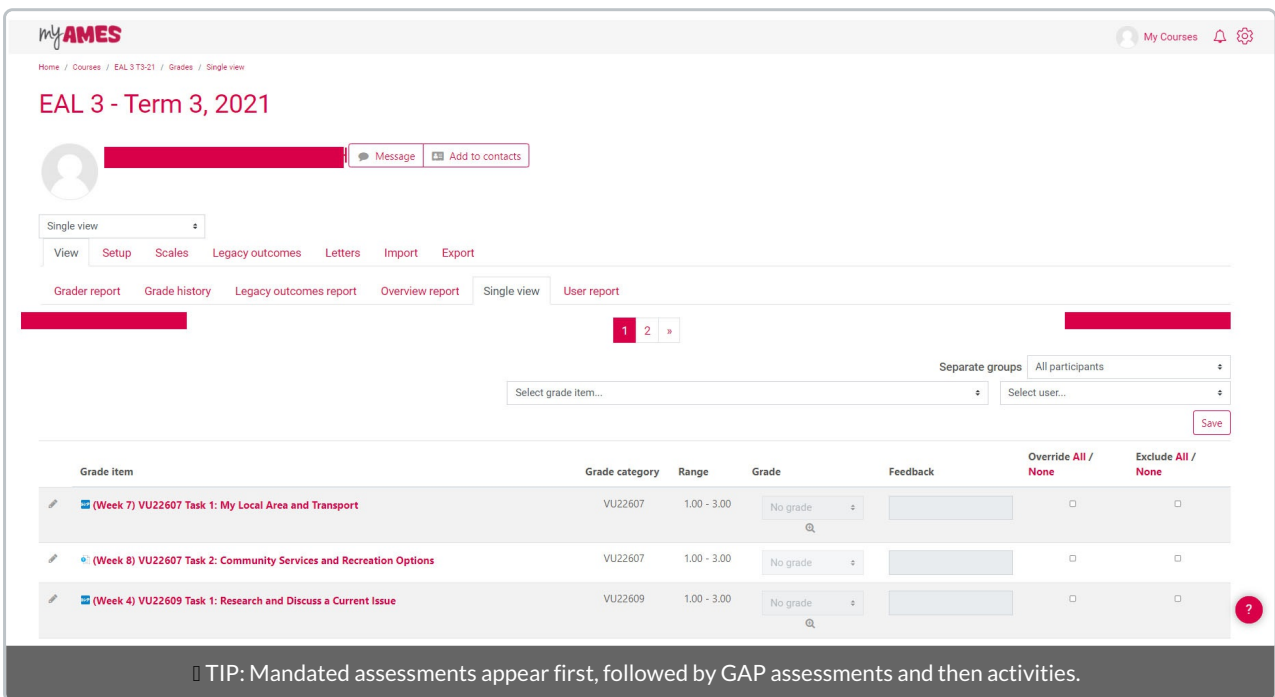 myAMES
My Courses
Home / Courses / EAL 3 T3-21 / Grades / Single view
EAL 3 - Term 3, 2021
Message Add to contacts
Single view
View Setup Scales Legacy outcomes Letters Import Export
Grader report Grade history Legacy outcomes report Overview report Single view User report
1 2 »
Separate groups All participants
Select grade item... Select user...
Save
Grade item Grade category Range Grade Feedback Override All / None Exclude All / None
(Week 7) VU22607 Task 1: My Local Area and Transport VU22607 1.00 - 3.00 No grade
(Week 8) VU22607 Task 2: Community Services and Recreation Options VU22607 1.00 - 3.00 No grade
(Week 4) VU22609 Task 1: Research and Discuss a Current Issue VU22609 1.00 - 3.00 No grade
?
TIP: Mandated assessments appear first, followed by GAP assessments and then activities.